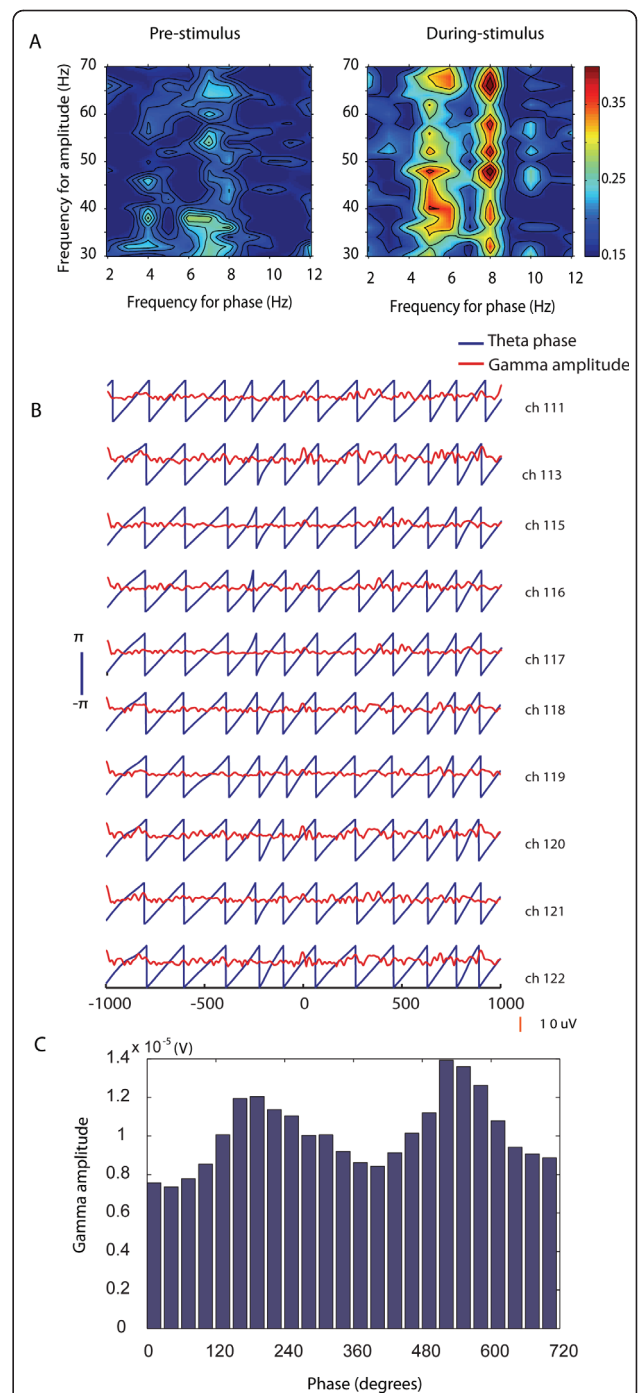 A
Pre-stimulus
During-stimulus
Frequency for amplitude (Hz)
70
60
50
40
30
2 4 6 8 10 12
Frequency for phase (Hz)
70
60
50
40
30
2 4 6 8 10 12
Frequency for phase (Hz)
0.35
0.25
0.15
Theta phase
Gamma amplitude
B
ch 111
ch 113
ch 115
ch 116
π
-π
ch 117
ch 118
ch 119
ch 120
ch 121
ch 122
-1000 -500 0 500 1000
1 0 uV
C
x 10⁻⁵ (V)
Gamma amplitude
1.4
1.2
1
0.8
0.6
0.4
0.2
0
0 120 240 360 480 600 720
Phase (degrees)